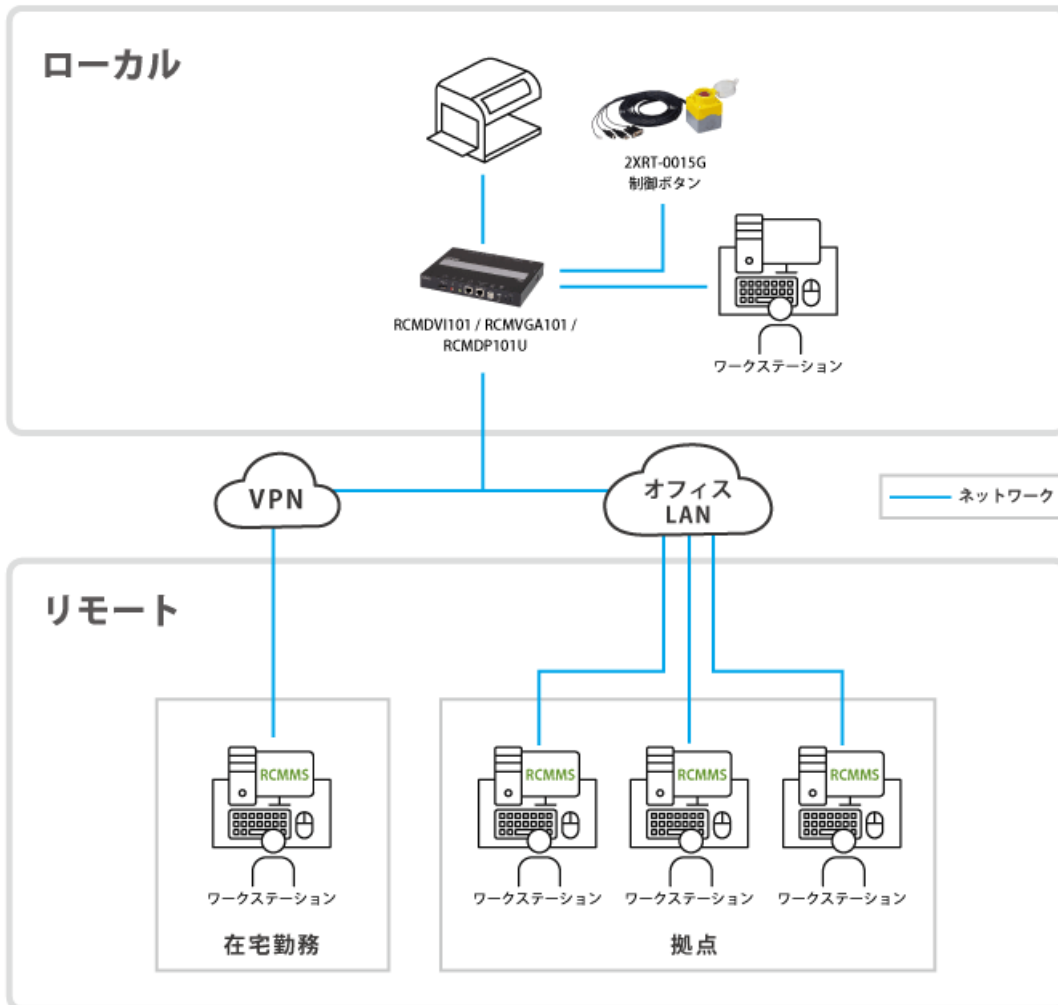 ローカル
2XRT-0015G
制御ボタン
RCMDVI101 / RCMVGA101 /
RCMDP101U
ワークステーション
VPN
オフィス
LAN
ネットワーク
リモート
RCMMS
RCMMS
RCMMS
RCMMS
ワークステーション
ワークステーション
ワークステーション
ワークステーション
在宅勤務
拠点